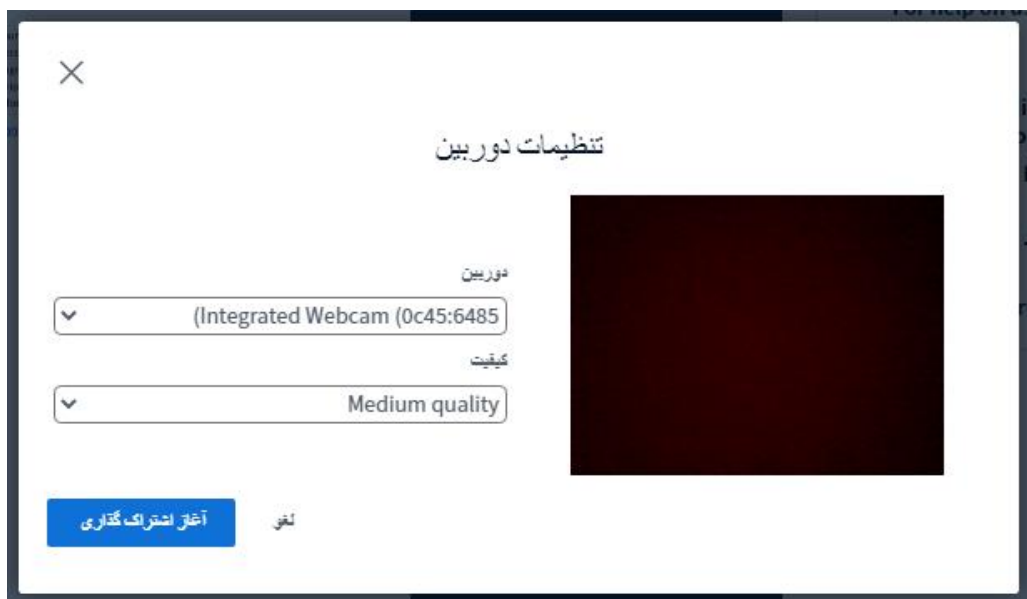 تنظیمات دوربین
دوربین
(Integrated Webcam (0c45:6485
کیفیت
Medium quality
لغو
آغاز اشتراک گذاری